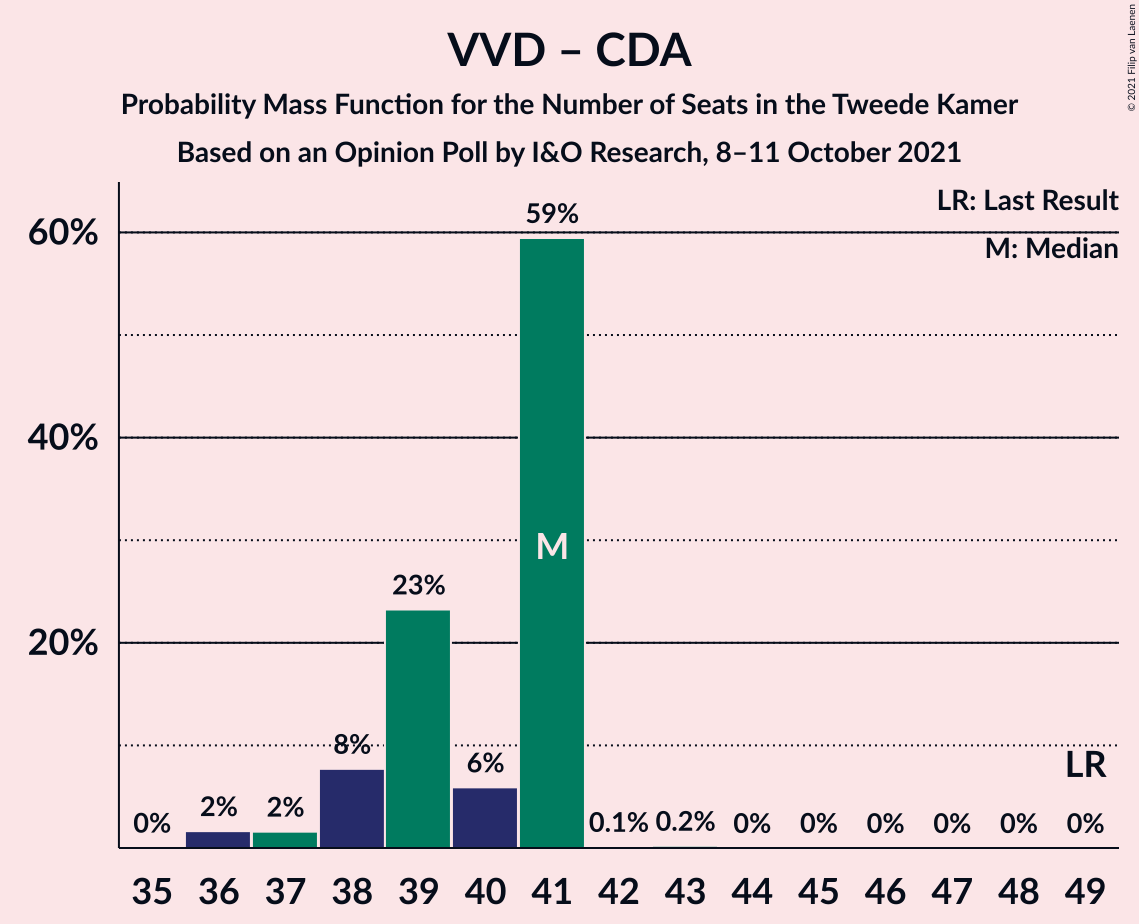 VVD – CDA
Probability Mass Function for the Number of Seats in the Tweede Kamer
Based on an Opinion Poll by I&O Research, 8–11 October 2021
© 2021 Filip van Laenen
LR: Last Result
M: Median
60%
40%
20%
0%
2%
2%
8%
23%
6%
59%
0.1%
0.2%
0%
0%
0%
0%
0%
0%
M
LR
35 36 37 38 39 40 41 42 43 44 45 46 47 48 49